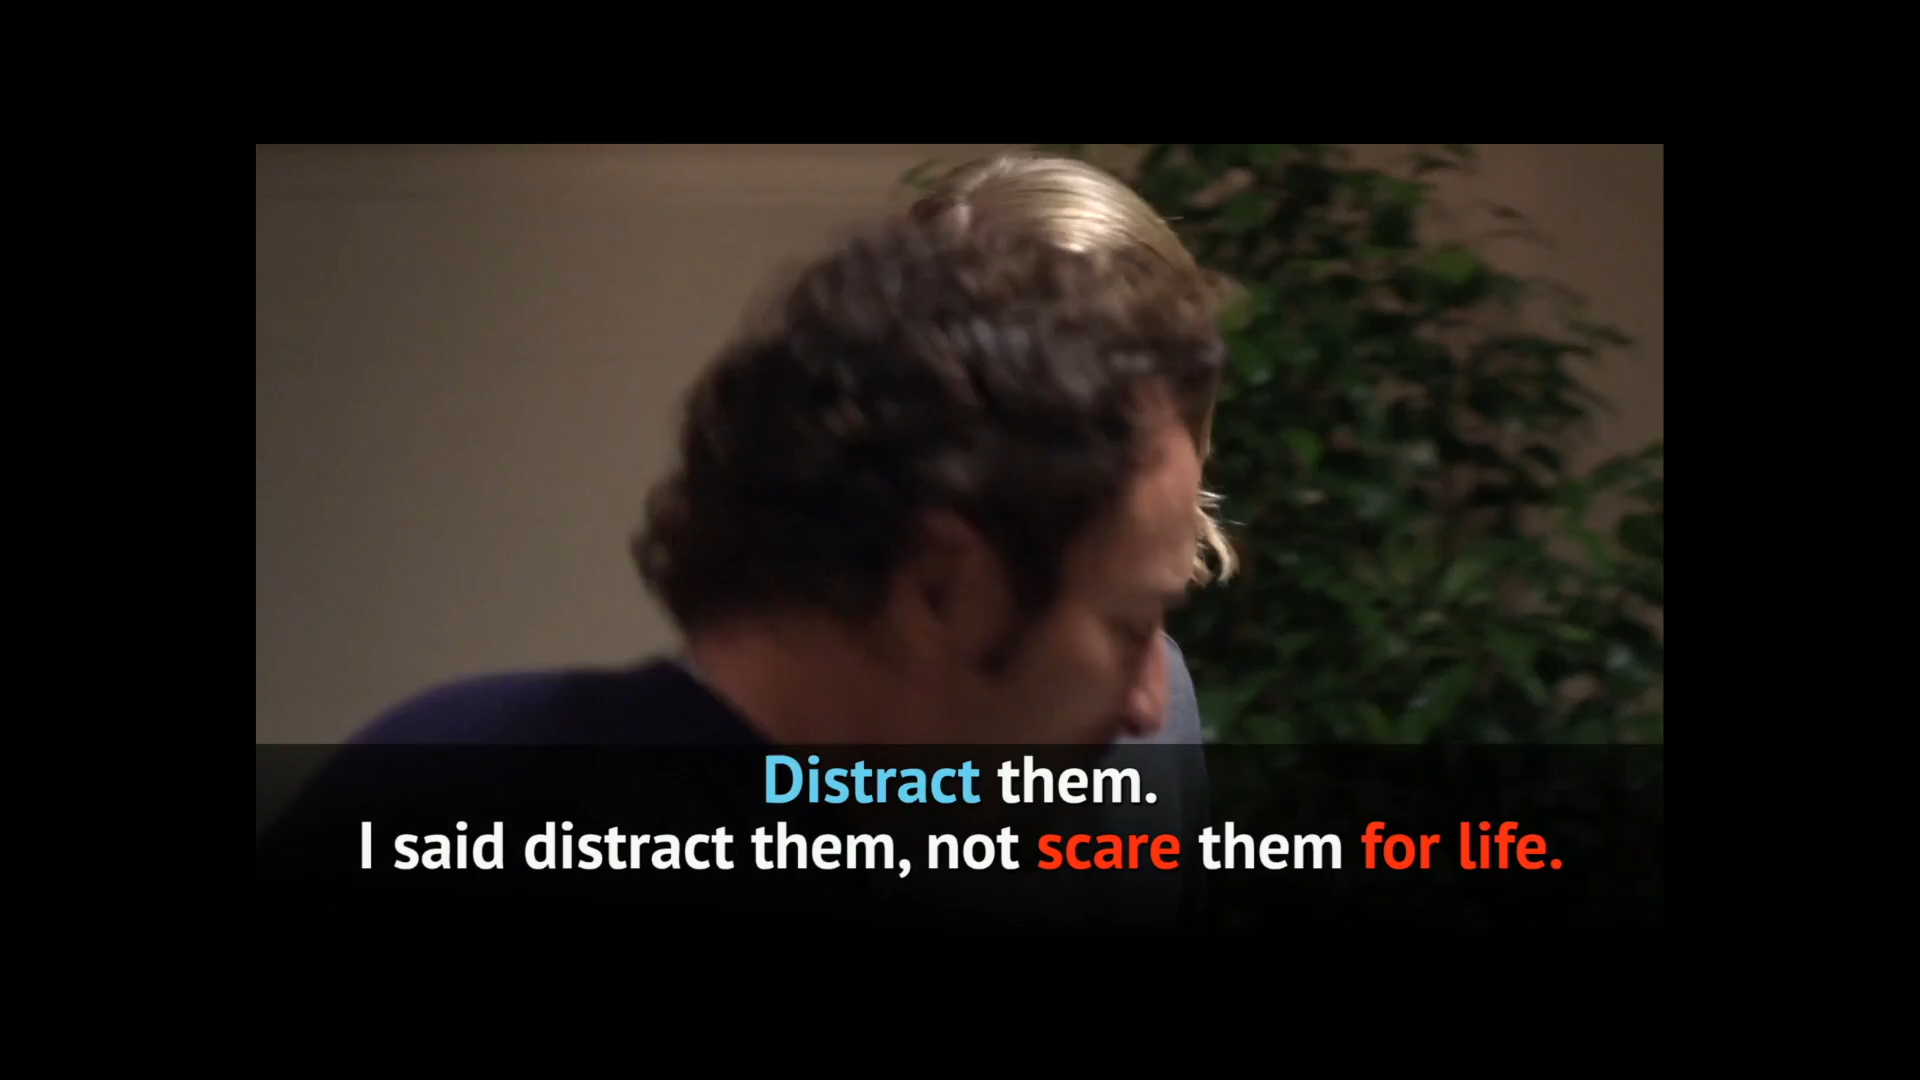 Distract them.
I said distract them, not scare them for life.